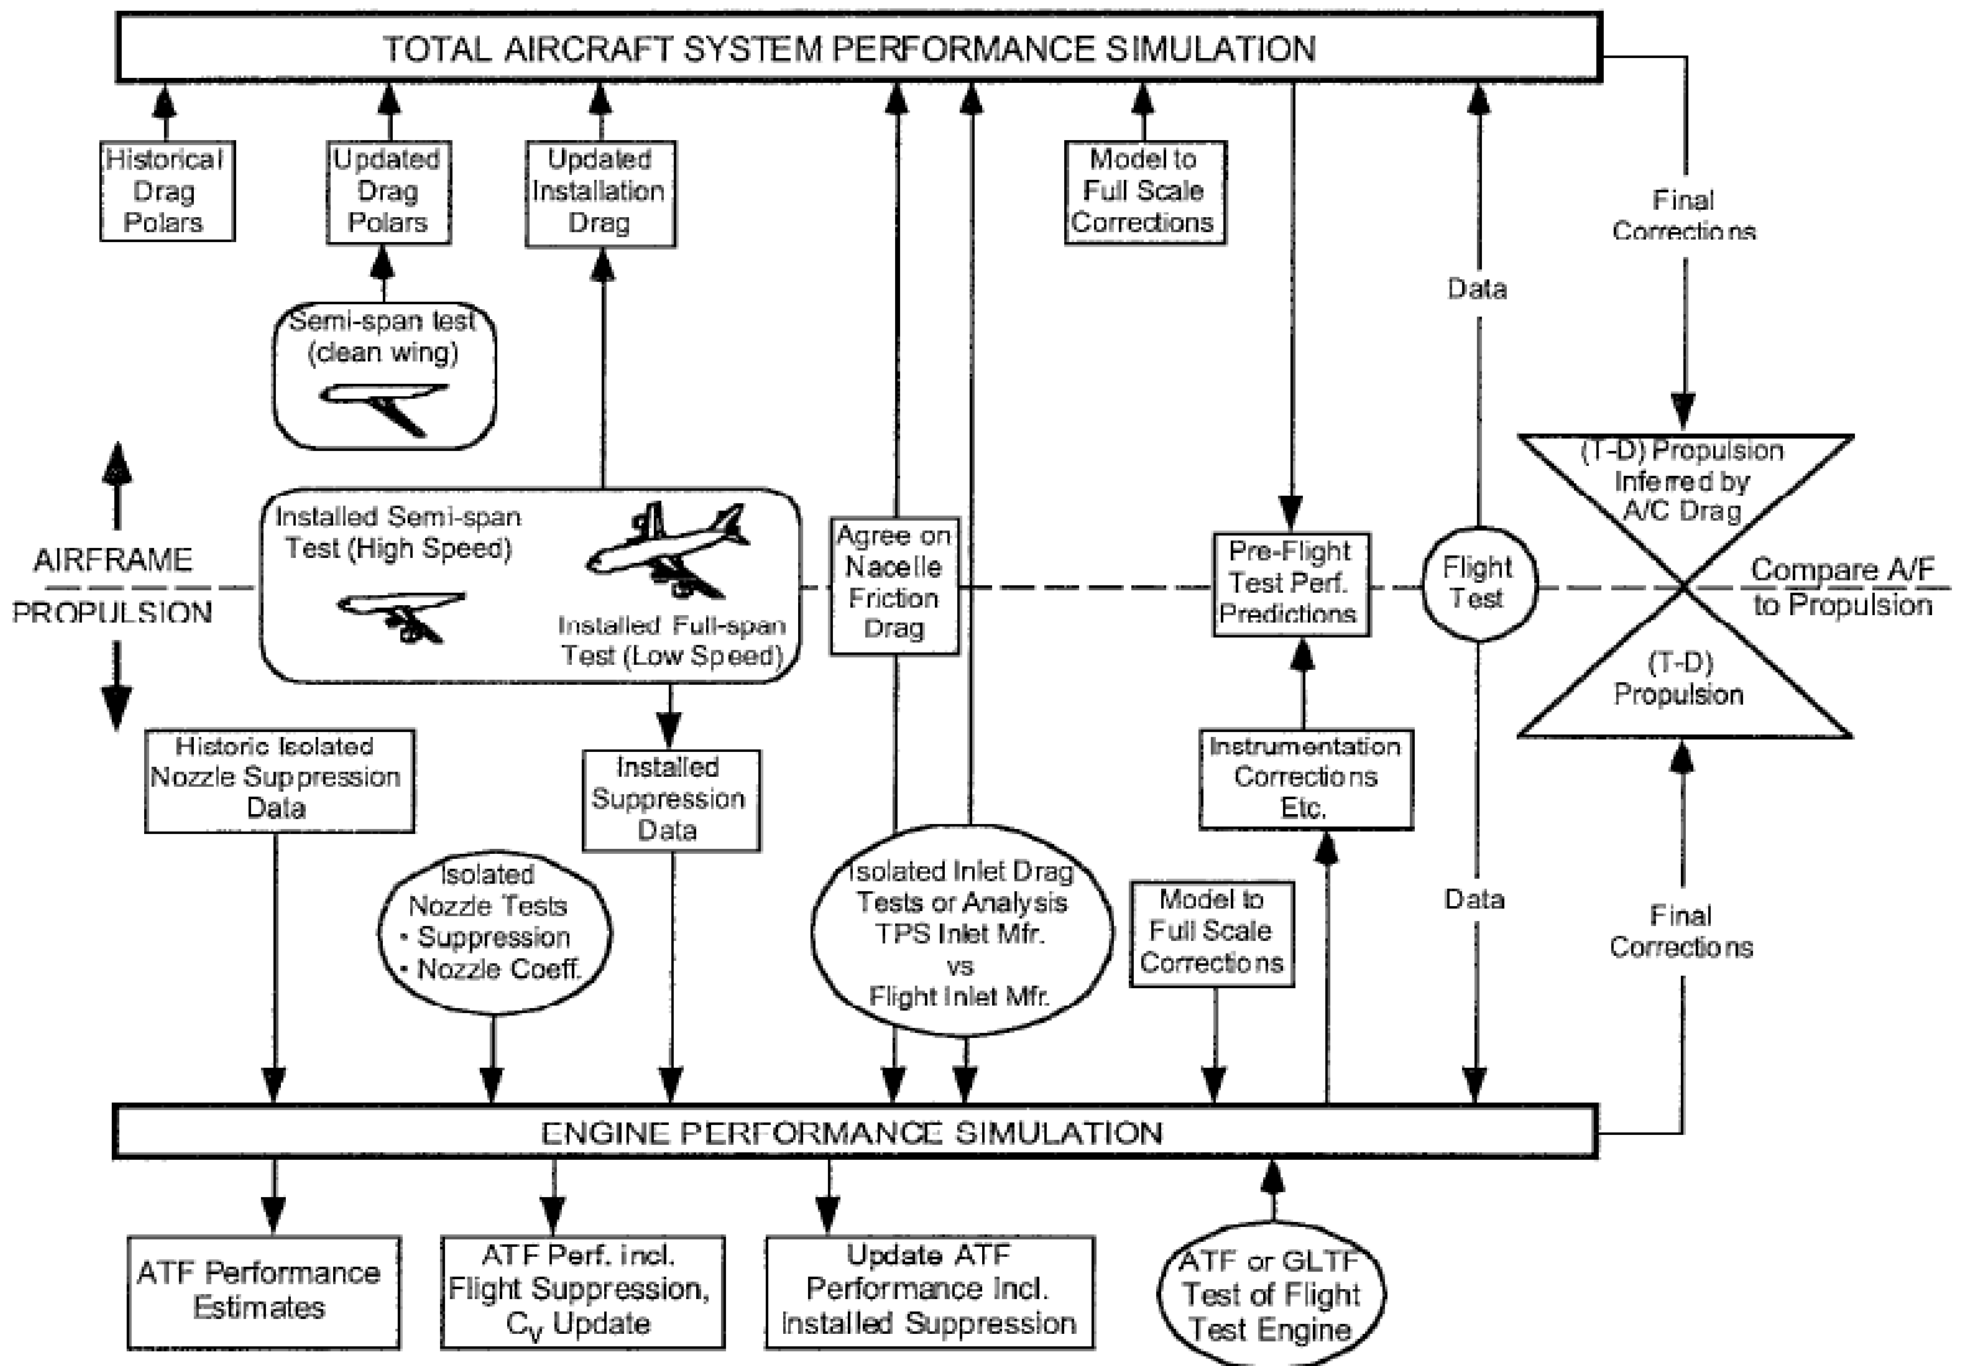 TOTAL AIRCRAFT SYSTEM PERFORMANCE SIMULATION
Historical
Drag
Polars
Updated
Drag
Polars
Updated
Installation
Drag
Model to
Full Scale
Corrections
Final
Corrections
Data
Semi-span test
(clean wing)
(T-D) Propulsion
Inferred by
A/C Drag
Installed Semi-span
Test (High Speed)
Installed Full-span
Test (Low Speed)
Agree on
Nacelle
Friction
Drag
Pre-Flight
Test Perf.
Predictions
Flight
Test
AIRFRAME
PROPULSION
Compare A/F
to Propulsion
(T-D)
Propulsion
Historic Isolated
Nozzle Suppression
Data
Installed
Suppression
Data
Instrumentation
Corrections
Etc.
Isolated
Nozzle Tests
• Suppression
• Nozzle Coeff.
Isolated Inlet Drag
Tests or Analysis
TPS Inlet Mfr.
vs
Flight Inlet Mfr.
Model to
Full Scale
Corrections
Data
Final
Corrections
ENGINE PERFORMANCE SIMULATION
ATF Performance
Estimates
ATF Perf. incl.
Flight Suppression,
CV Update
Update ATF
Performance Incl.
Installed Suppression
ATF or GLTF
Test of Flight
Test Engine